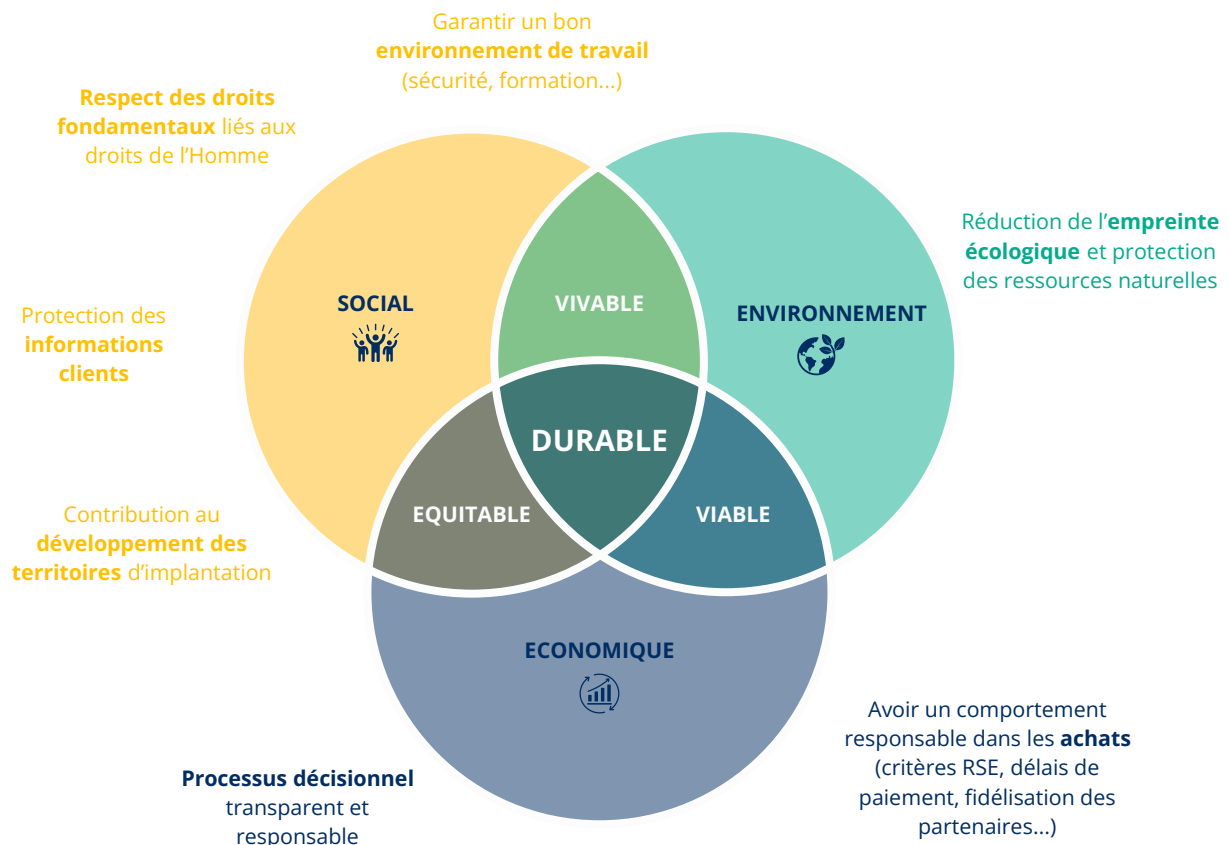 Garantir un bon
environnement de travail
(sécurité, formation...)
Respect des droits
fondamentaux liés aux
droits de l'Homme
Réduction de l'empreinte
écologique et protection
des ressources naturelles
SOCIAL
VIVABLE
ENVIRONNEMENT
Protection des
informations
clients
DURABLE
EQUITABLE
VIABLE
Contribution au
développement des
territoires d'implantation
ECONOMIQUE
Avoir un comportement
responsable dans les achats
(critères RSE, délais de
paiement, fidélisation des
partenaires...)
Processus décisionnel
transparent et
responsable